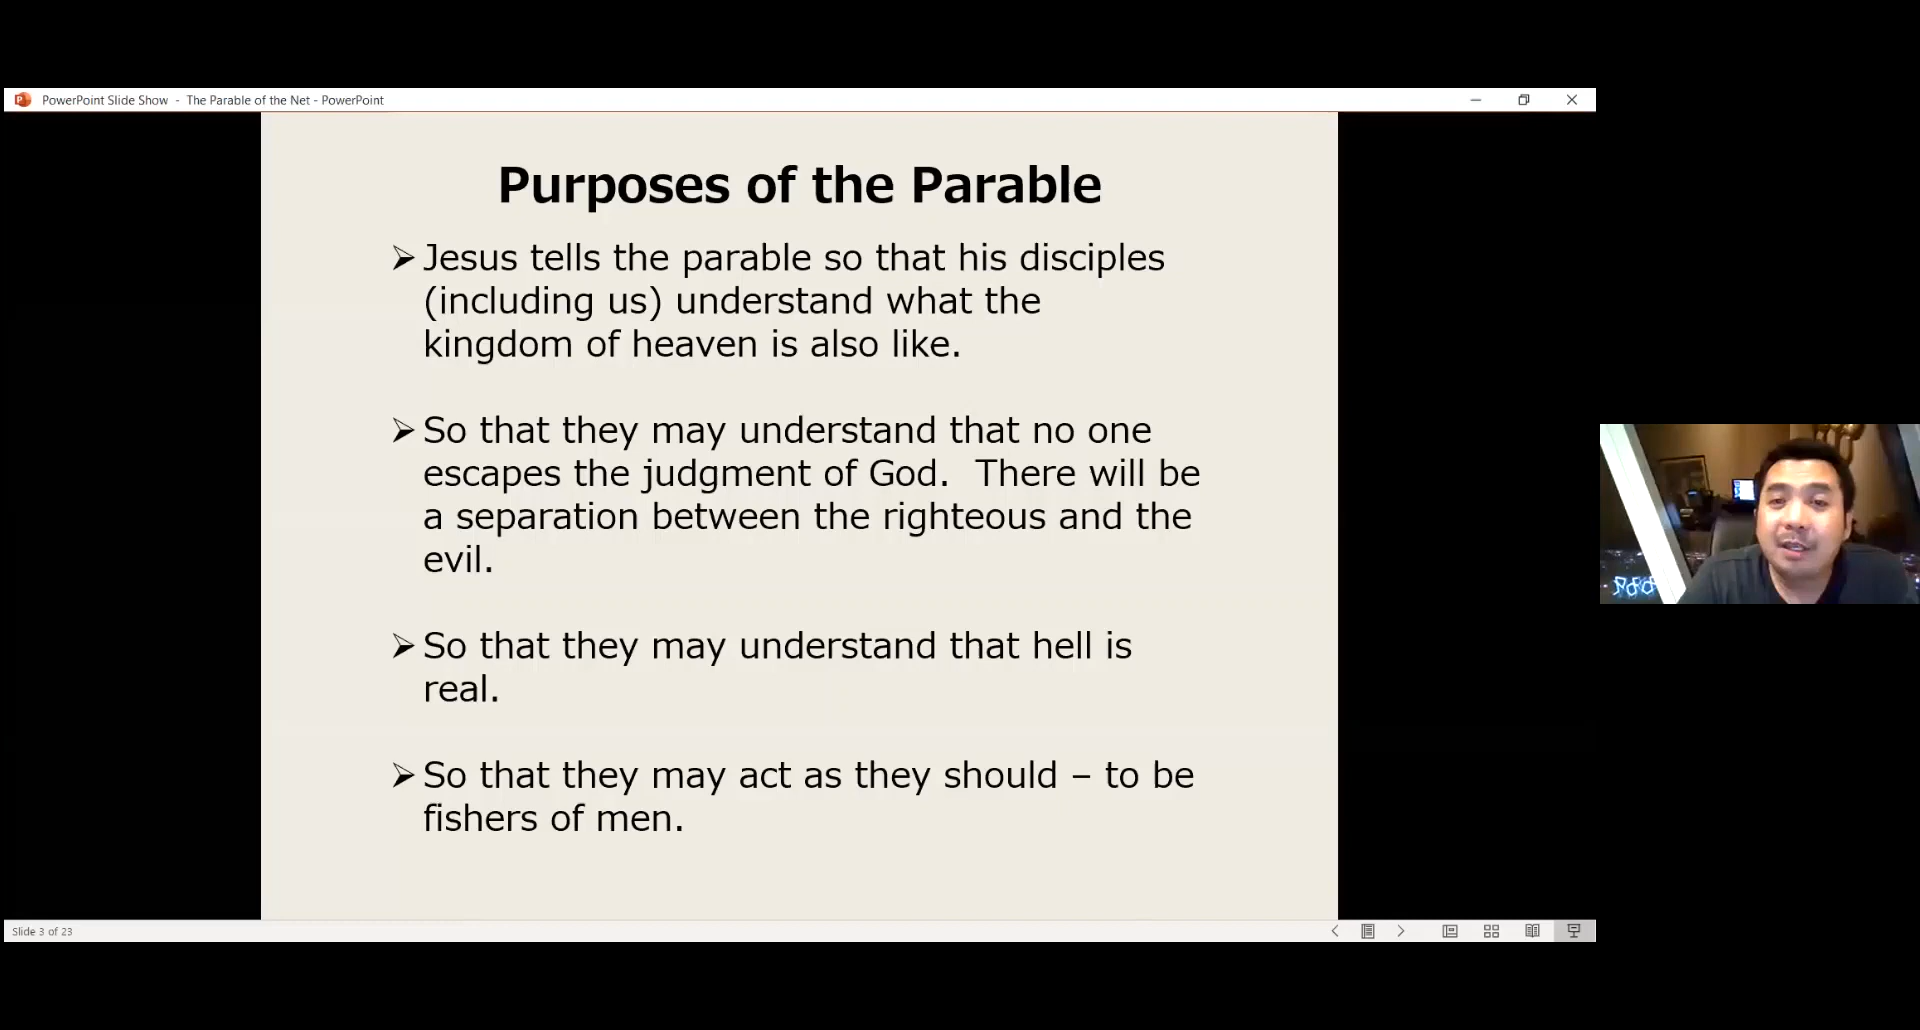 PowerPoint Slide Show - The Parable of the Net - PowerPoint
Purposes of the Parable
➢ Jesus tells the parable so that his disciples
(including us) understand what the
kingdom of heaven is also like.
➢ So that they may understand that no one
escapes the judgment of God.  There will be
a separation between the righteous and the
evil.
➢ So that they may understand that hell is
real.
➢ So that they may act as they should – to be
fishers of men.
Slide 3 of 23